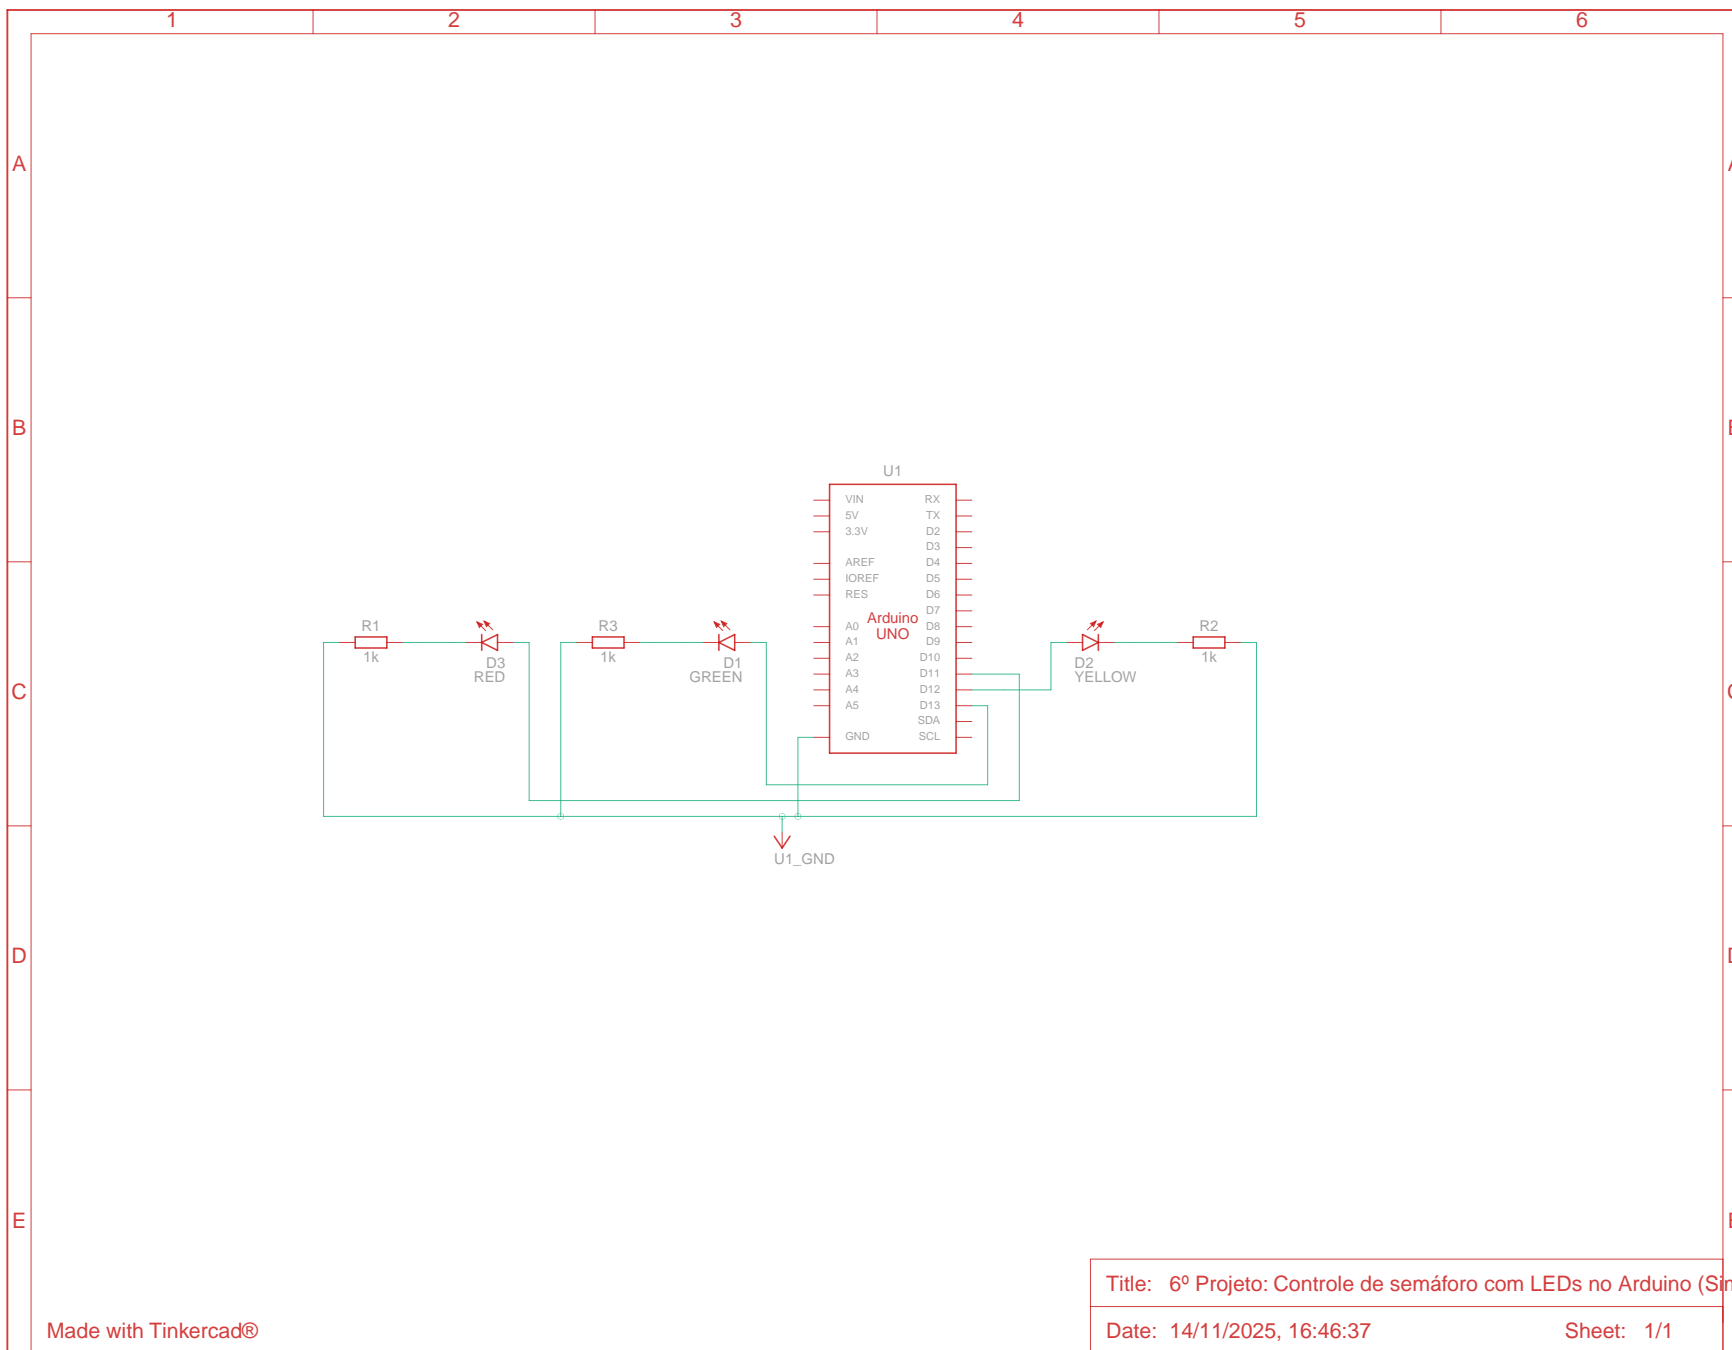 1 2 3 4 5 6
A
B
C
D
E
U1
VIN RX
5V TX
3.3V D2
D3
AREF D4
IOREF D5
RES D6
D7
Arduino
UNO
A0 D8
A1 D9
A2 D10
A3 D11
A4 D12
A5 D13
SDA
GND SCL
R1
1k
D3
RED
R3
1k
D1
GREEN
D2
YELLOW
R2
1k
U1_GND
Title: 6º Projeto: Controle de semáforo com LEDs no Arduino
Date: 14/11/2025, 16:46:37 Sheet: 1/1
Made with Tinkercad®